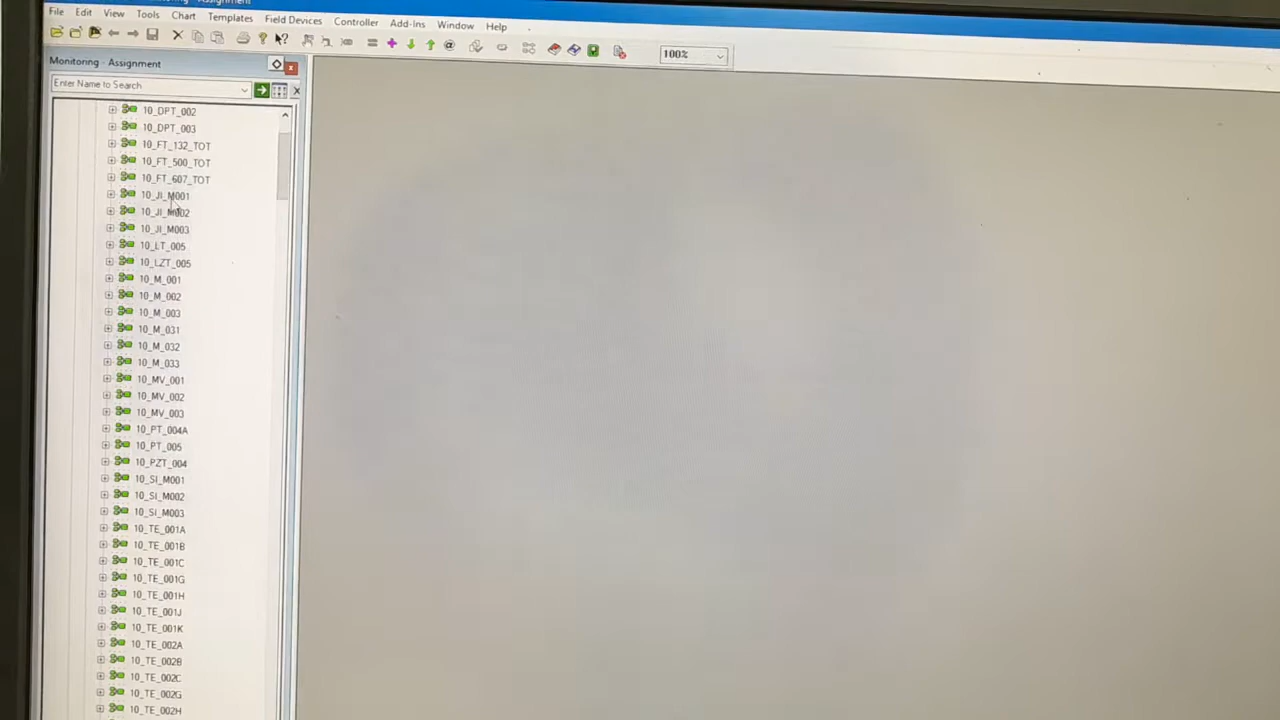 File Edit View Tools Chart Templates Field Devices Controller Add-Ins Window Help
100%
Monitoring - Assignment
Enter Name to Search
10_DPT_002
10_DPT_003
10_FT_132_TOT
10_FT_500_TOT
10_FT_607_TOT
10_JI_M001
10_JI_M002
10_JI_M003
10_LT_005
10_LZT_005
10_M_001
10_M_002
10_M_003
10_M_031
10_M_032
10_M_033
10_MV_001
10_MV_002
10_MV_003
10_PT_004A
10_PT_005
10_PZT_004
10_SI_M001
10_SI_M002
10_SI_M003
10_TE_001A
10_TE_001B
10_TE_001C
10_TE_001G
10_TE_001H
10_TE_001J
10_TE_001K
10_TE_002A
10_TE_002B
10_TE_002C
10_TE_002G
10_TE_002H